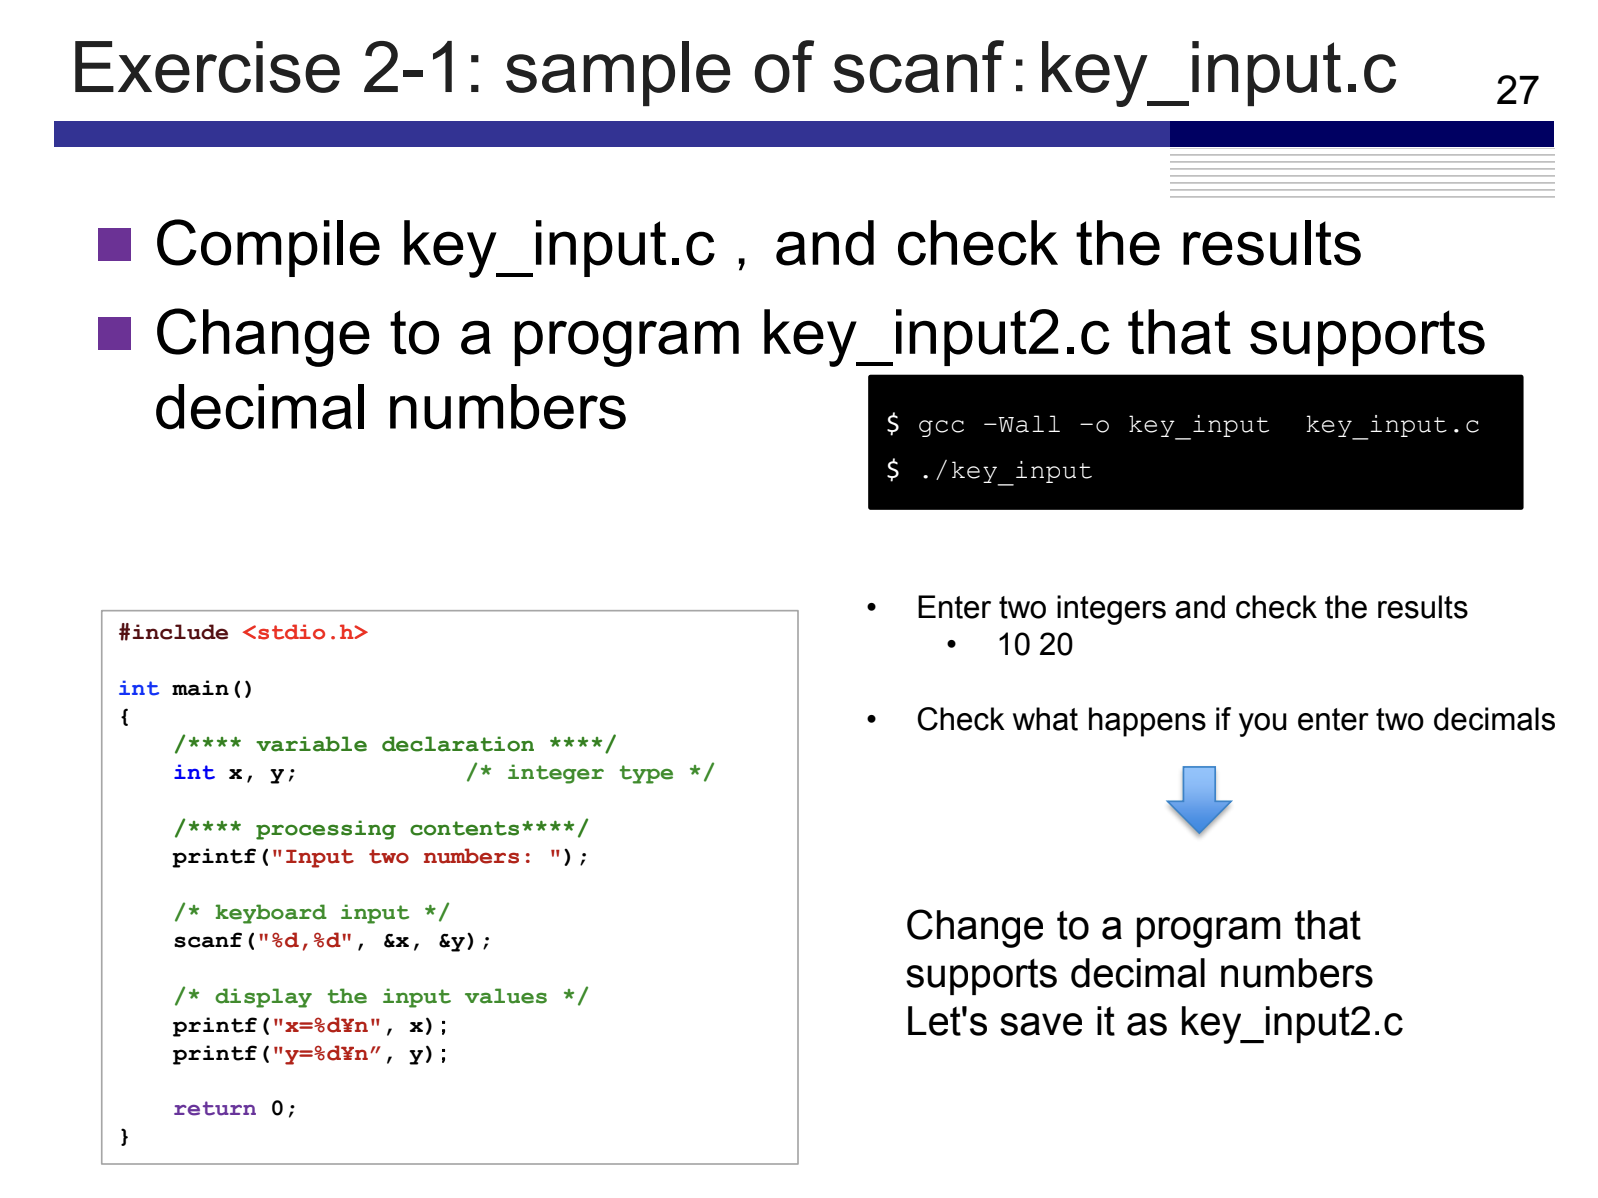 Exercise 2-1: sample of scanf：key_input.c
27
■ Compile key_input.c， and check the results
■ Change to a program key_input2.c that supports
decimal numbers
$ gcc –Wall –o key_input  key_input.c
$ ./key_input
#include <stdio.h>
int main()
{
    /**** variable declaration ****/
    int x, y;            /* integer type */
    /**** processing contents****/
    printf("Input two numbers: ");
    /* keyboard input */
    scanf("%d,%d", &x, &y);
    /* display the input values */
    printf("x=%d¥n", x);
    printf("y=%d¥n”, y);
    return 0;
}
• Enter two integers and check the results
• 10 20
• Check what happens if you enter two decimals
Change to a program that
supports decimal numbers
Let's save it as key_input2.c